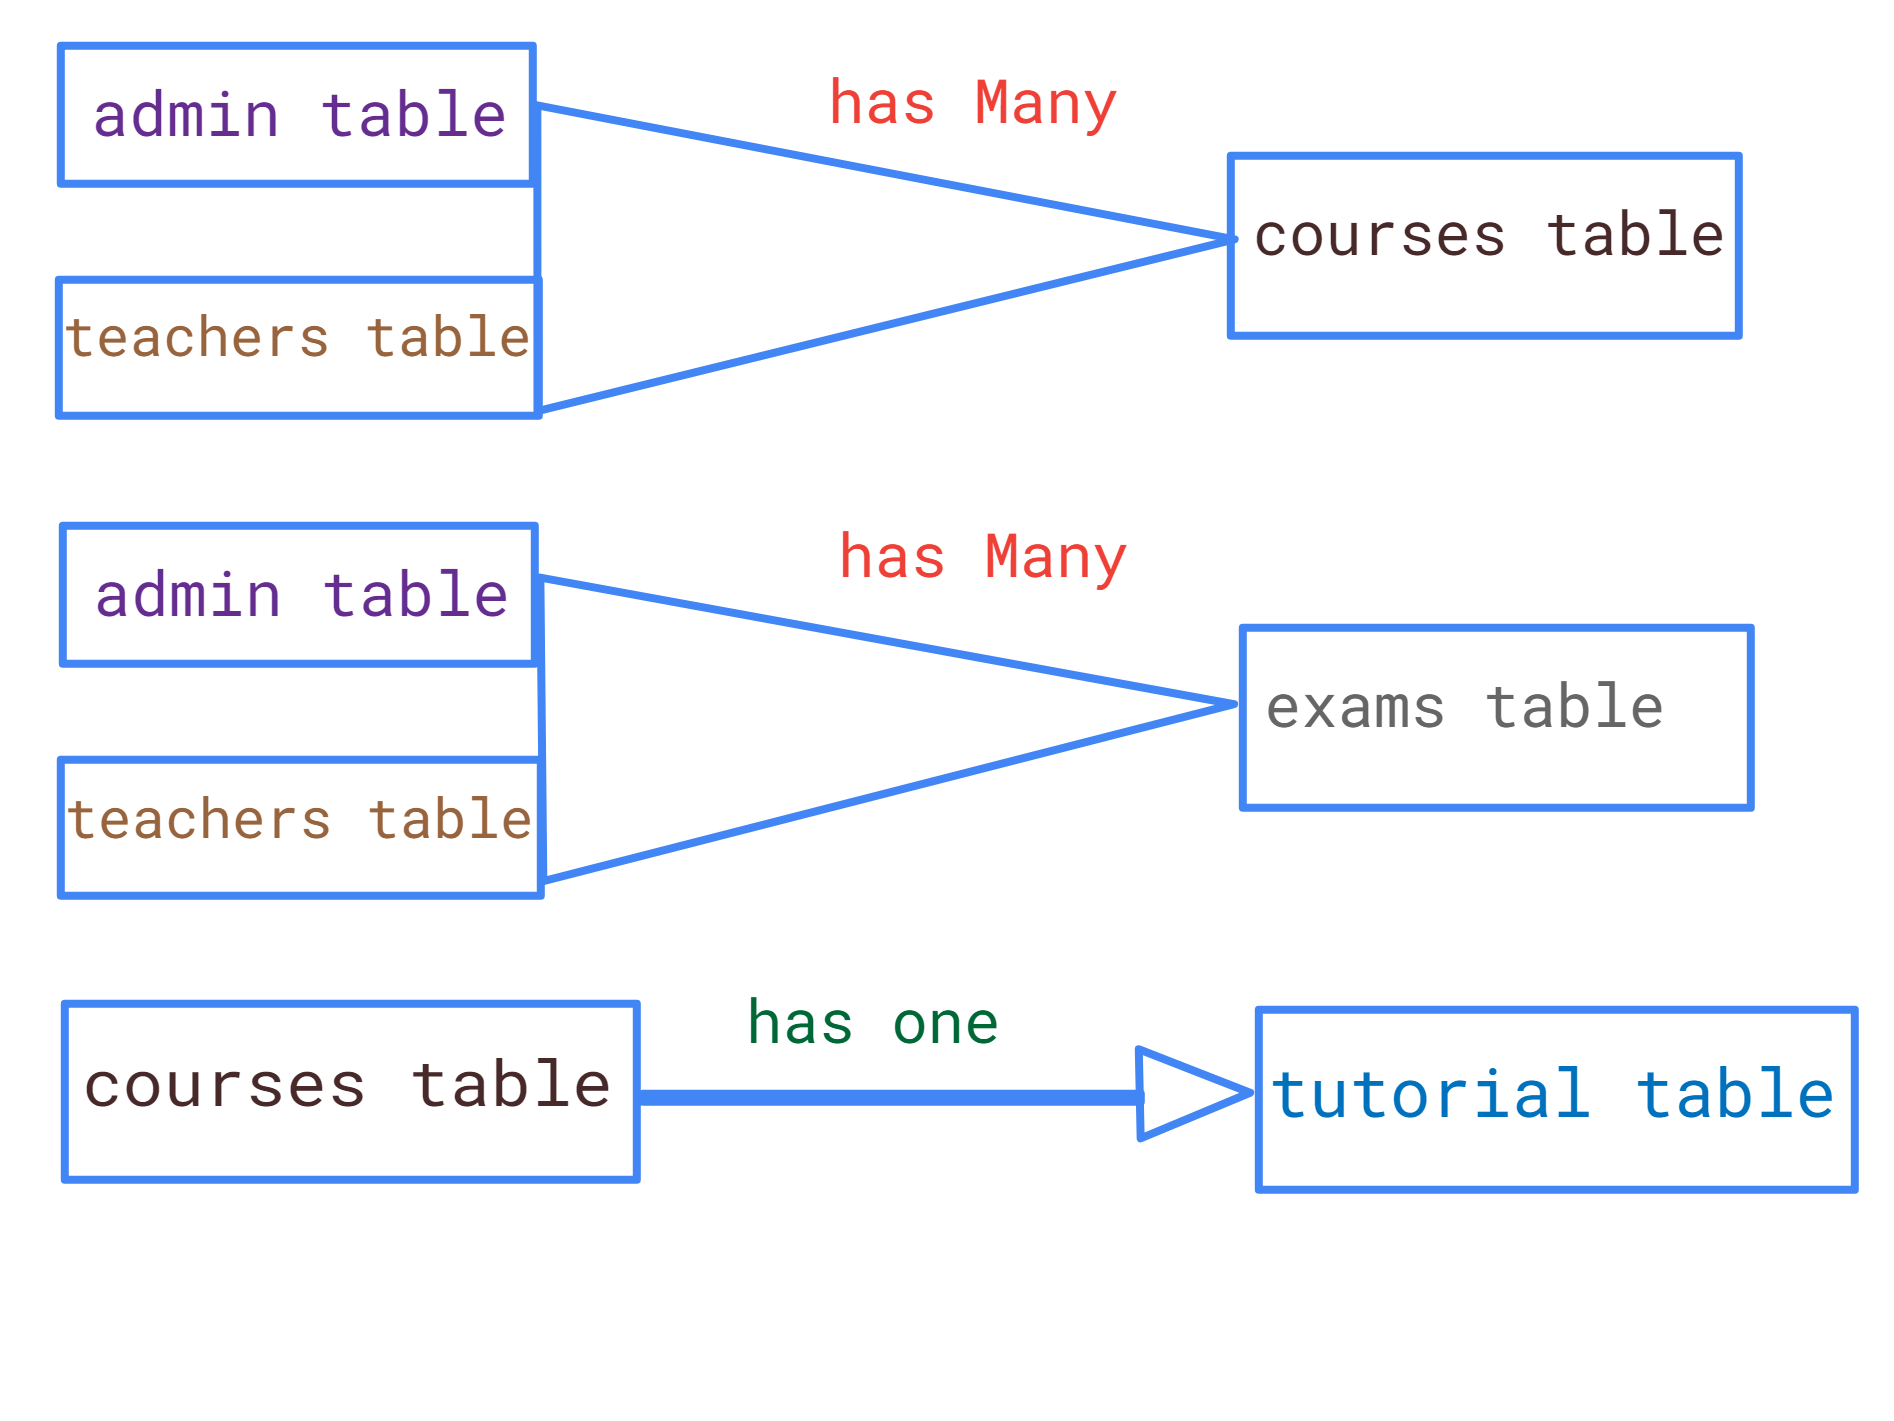 admin table
has Many
courses table
teachers table
admin table
has Many
exams table
teachers table
has one
courses table
tutorial table